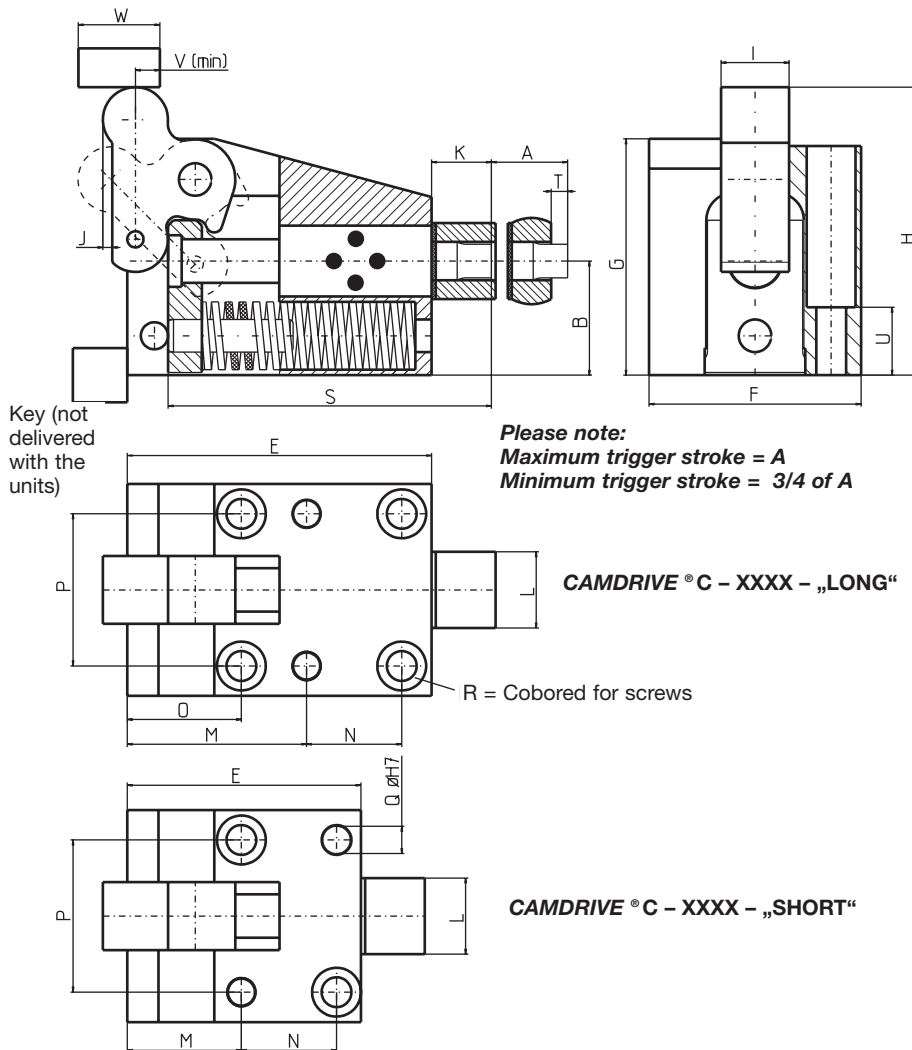 W
V (min)
I
K
A
T
J
G
H
B
U
S
F
Key (not
delivered
with the
units)
Please note:
Maximum trigger stroke = A
Minimum trigger stroke = 3/4 of A
E
P
L
CAMDRIVE ® C – XXXX – „LONG“
R = Cobored for screws
O
M
N
E
Q øH7
P
L
CAMDRIVE ® C – XXXX – „SHORT“
M
N